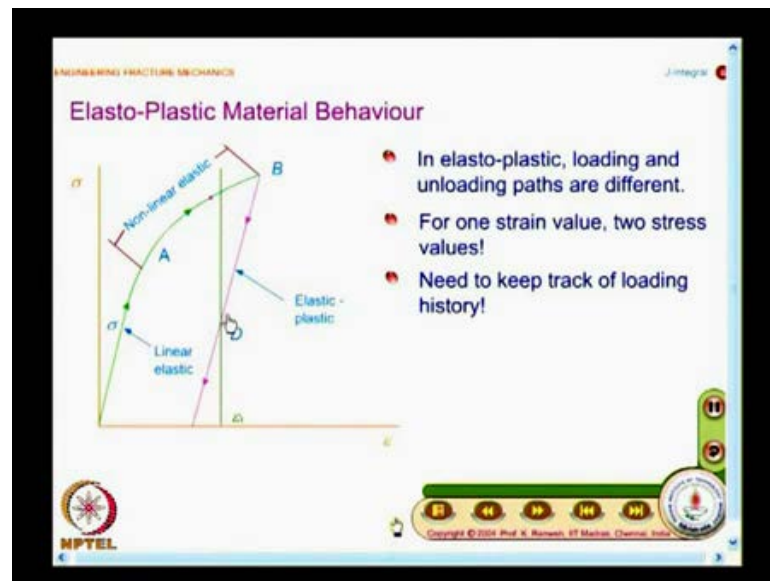 ENGINEERING FRACTURE MECHANICS
J-integral
Elasto-Plastic Material Behaviour
σ
Non-linear elastic
B
A
σ
Linear
elastic
Elastic -
plastic
D
ε
In elasto-plastic, loading and
unloading paths are different.
For one strain value, two stress
values!
Need to keep track of loading
history!
NPTEL
Copyright © 2004 Prof. K. Ramesh, IIT Madras, Chennai, India